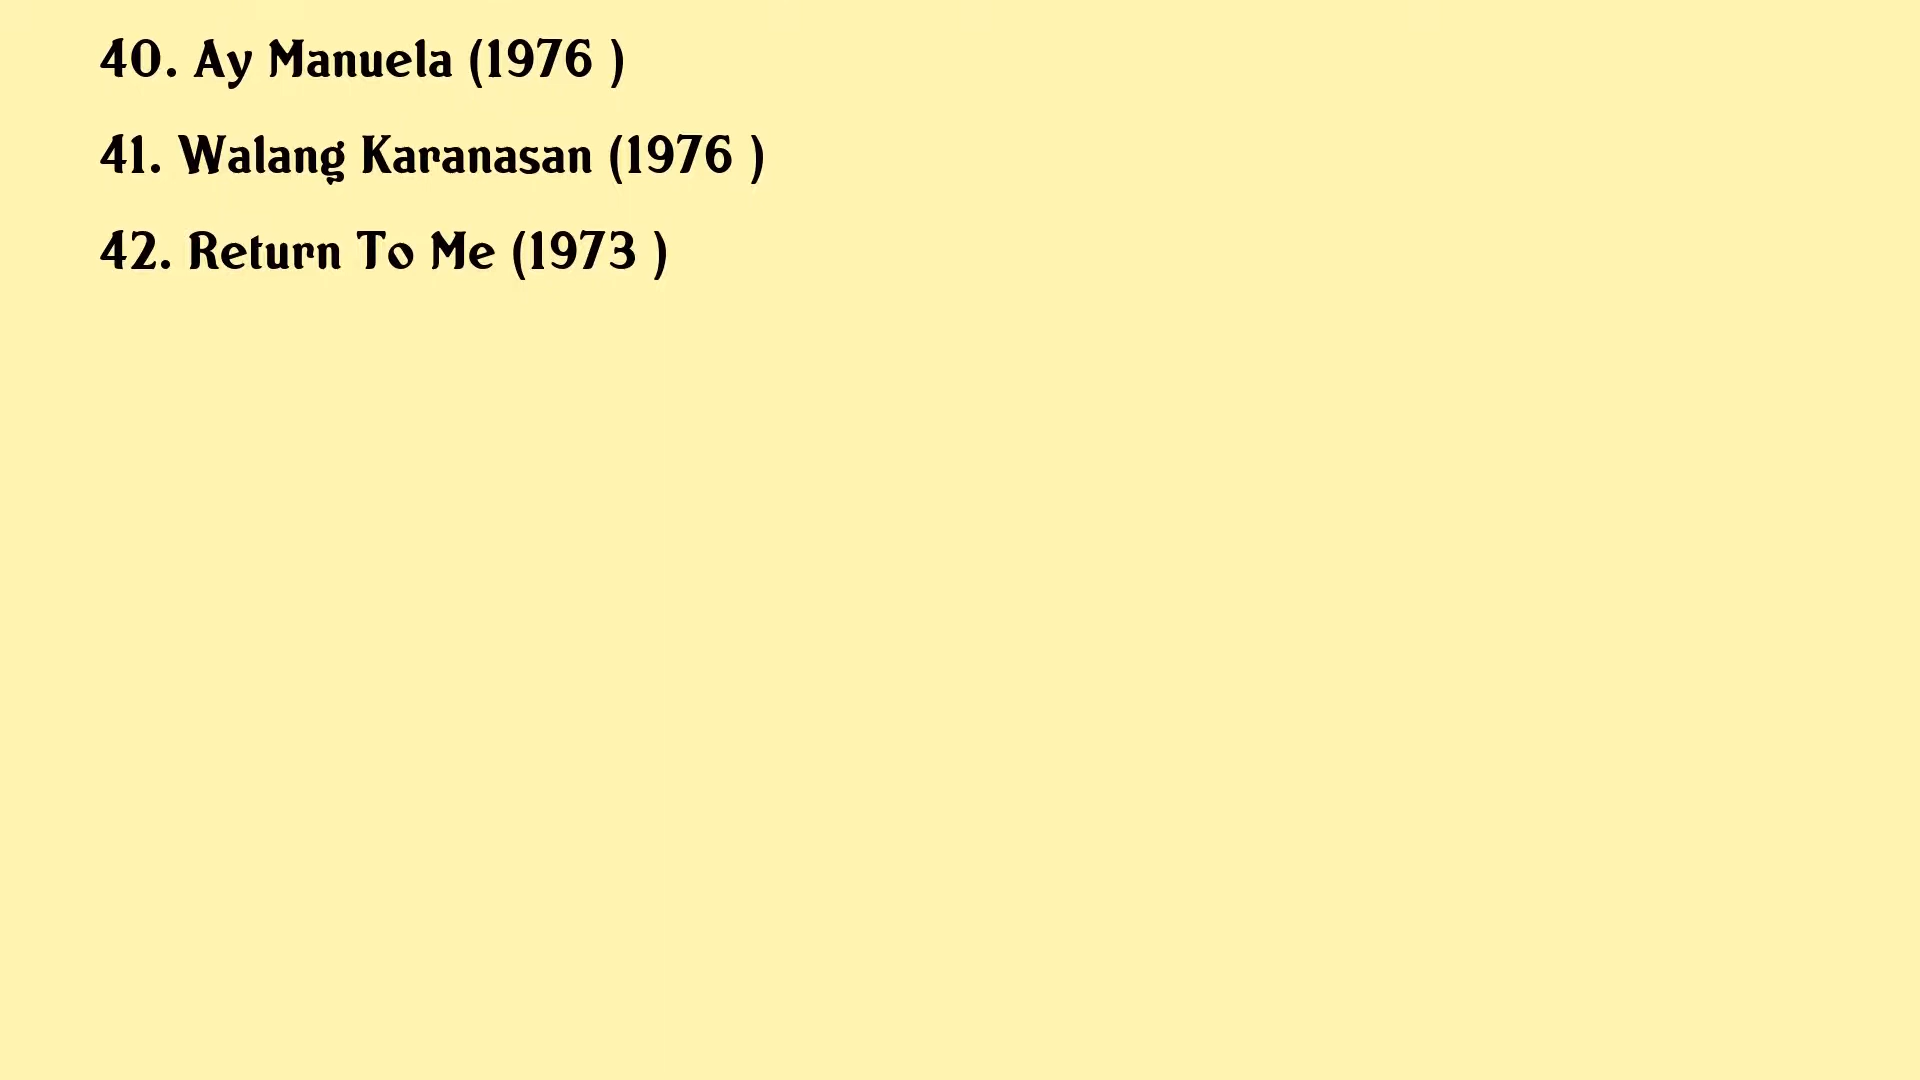 40. Ay Manuela (1976 )
41. Walang Karanasan (1976 )
42. Return To Me (1973 )